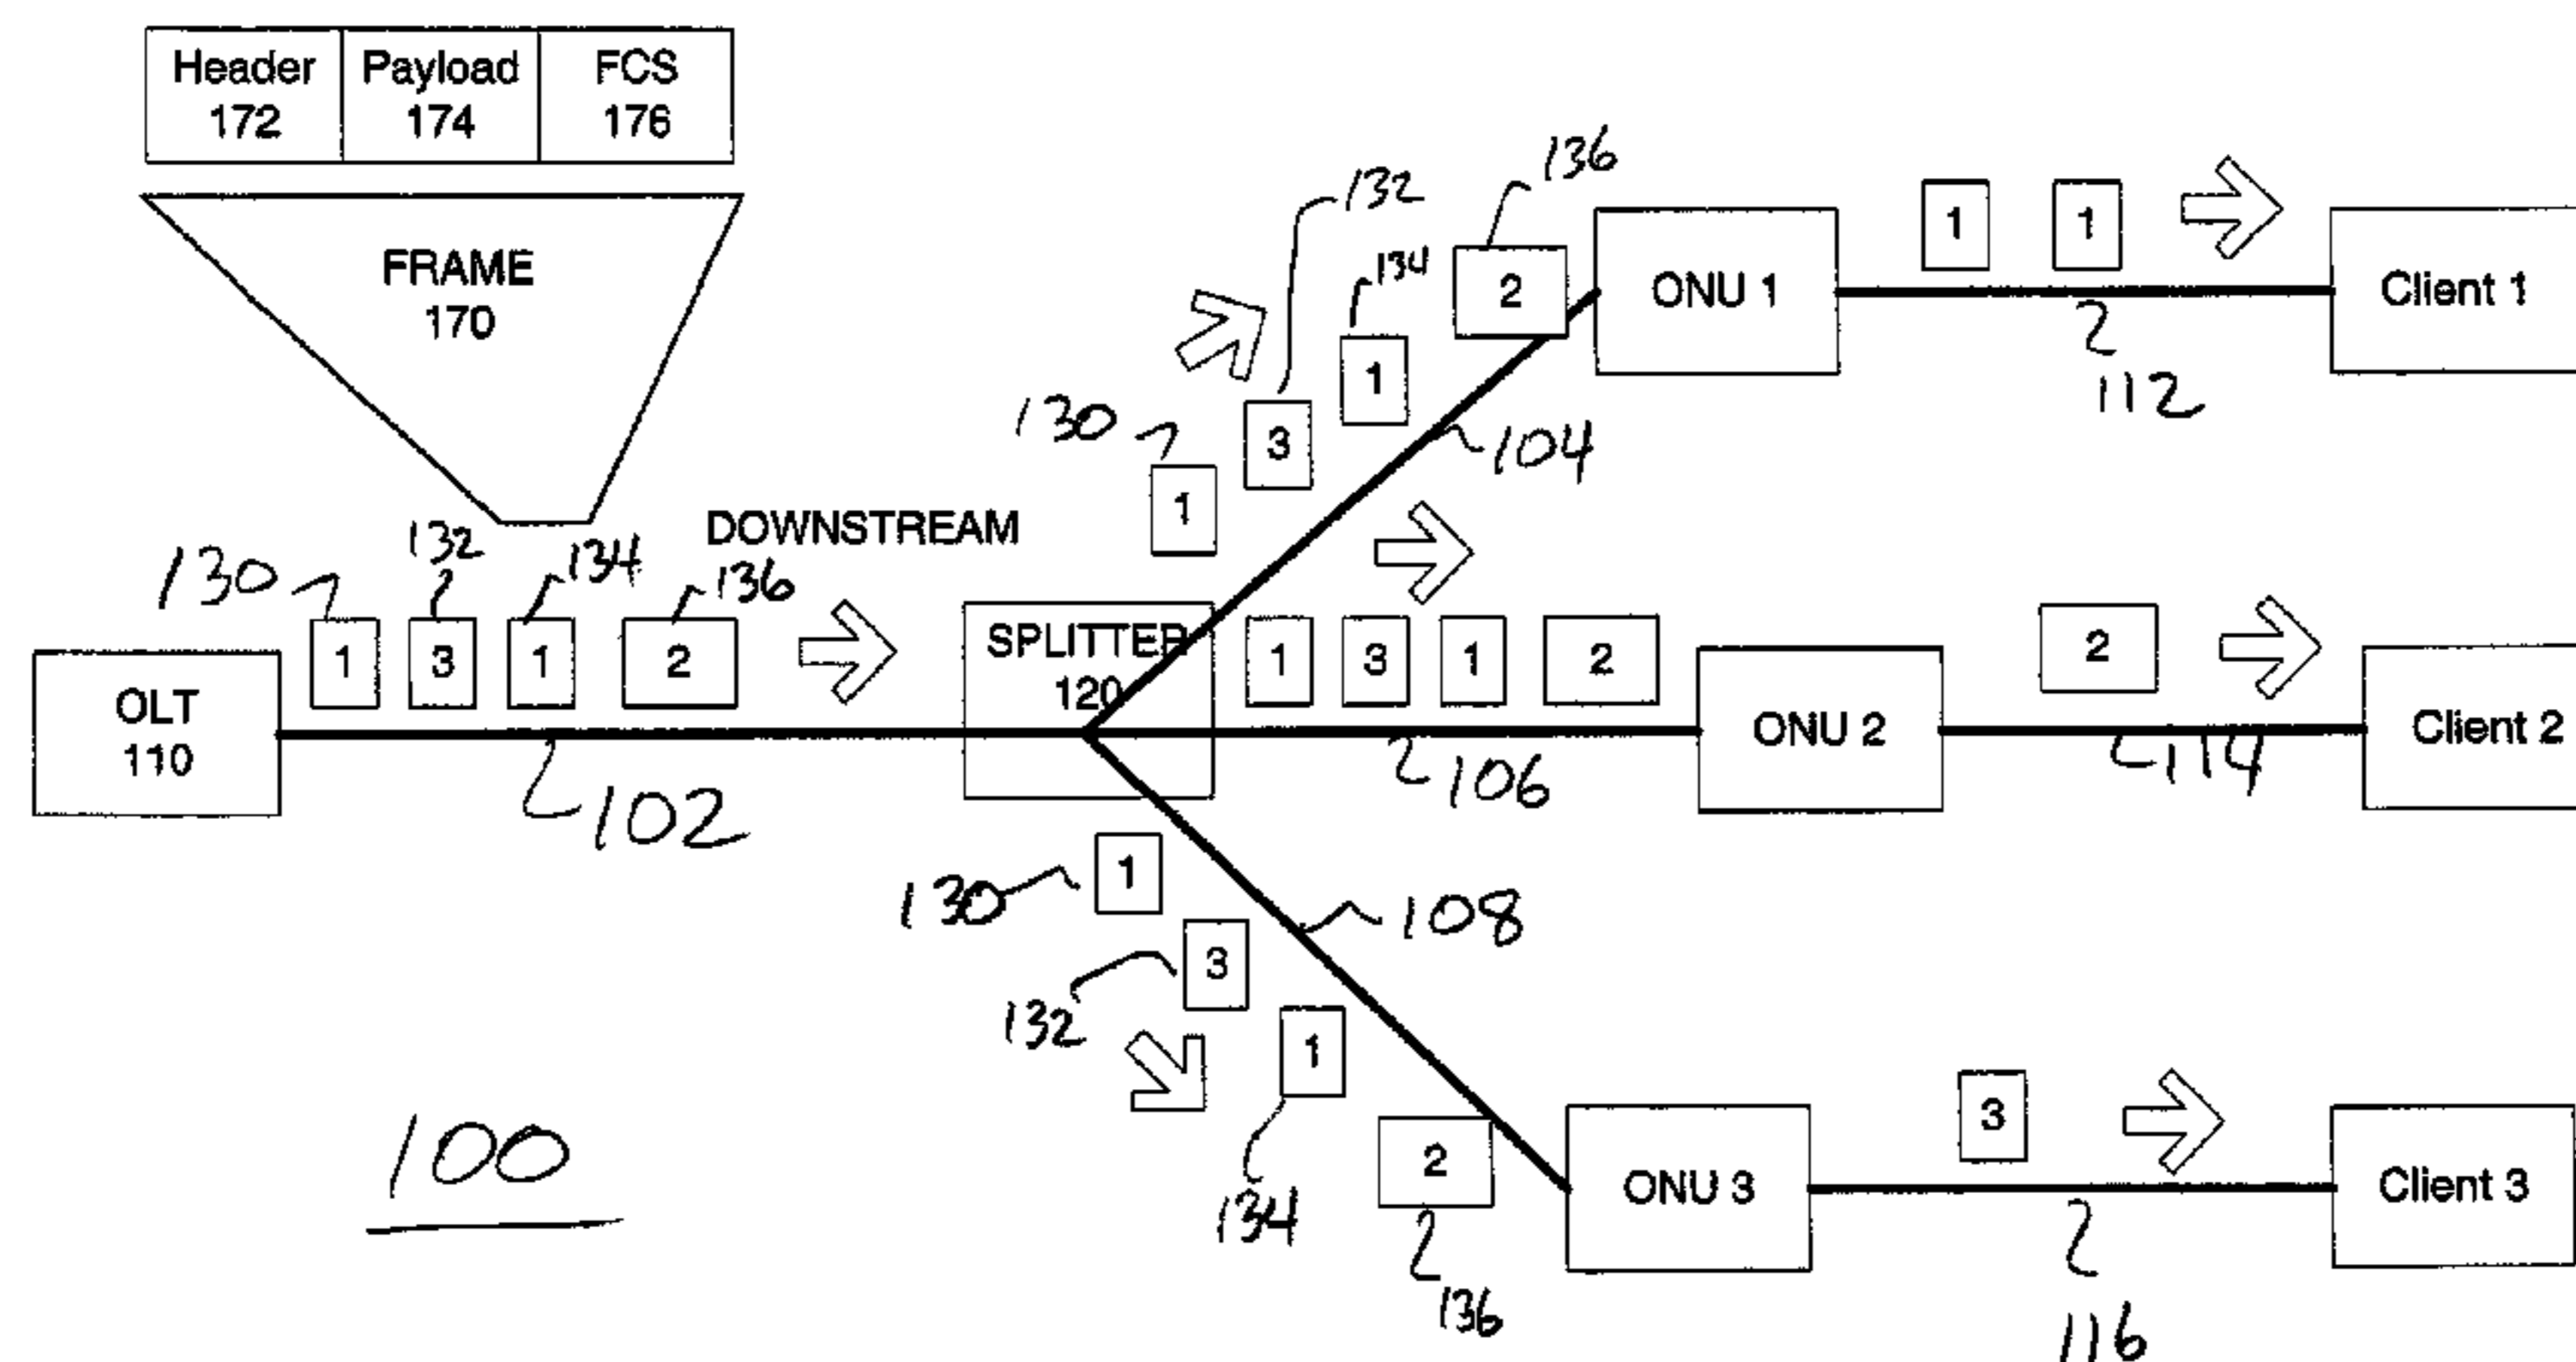 Header Payload FCS
172 174 176
FRAME
170
DOWNSTREAM
130 132 134 136
1 3 1 2
OLT
110
102
SPLITTER
120
130 132 134 136
1 3 1 2
104
ONU 1
1 1
112
Client 1
1 3 1 2
106
ONU 2
2
114
Client 2
130 1
132 3
134 1
136 2
108
ONU 3
3
116
Client 3
100